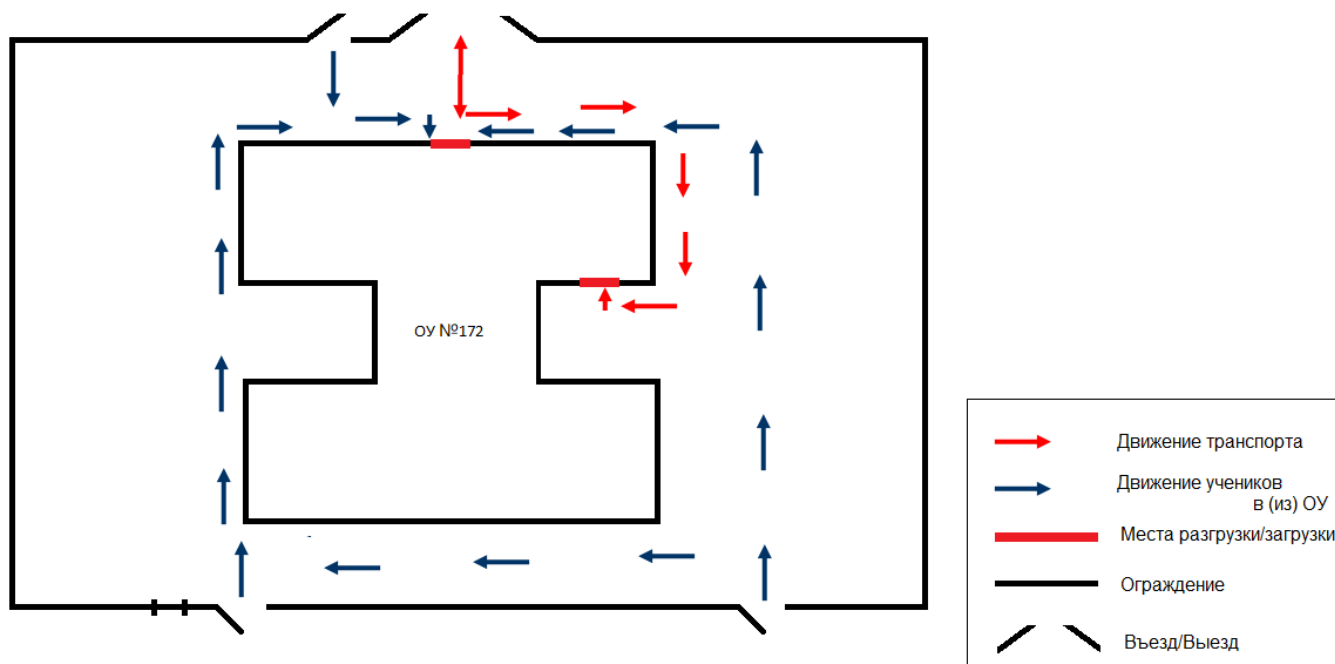 ОУ №172
Движение транспорта
Движение учеников
в (из) ОУ
Места разгрузки/загрузки
Ограждение
Въезд/Выезд